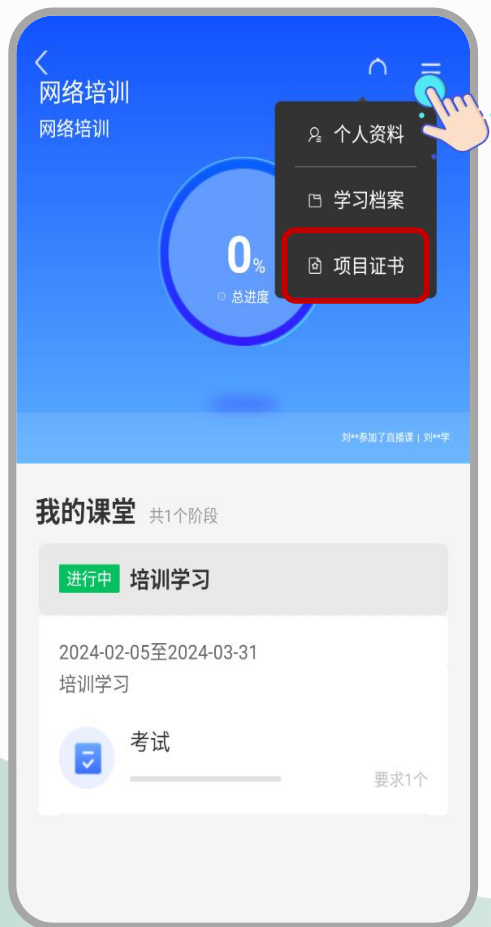 网络培训
网络培训
个人资料
学习档案
项目证书
0%
总进度
刘**参加了直播课 | 刘**学
我的课堂 共1个阶段
进行中 培训学习
2024-02-05至2024-03-31
培训学习
考试
要求1个